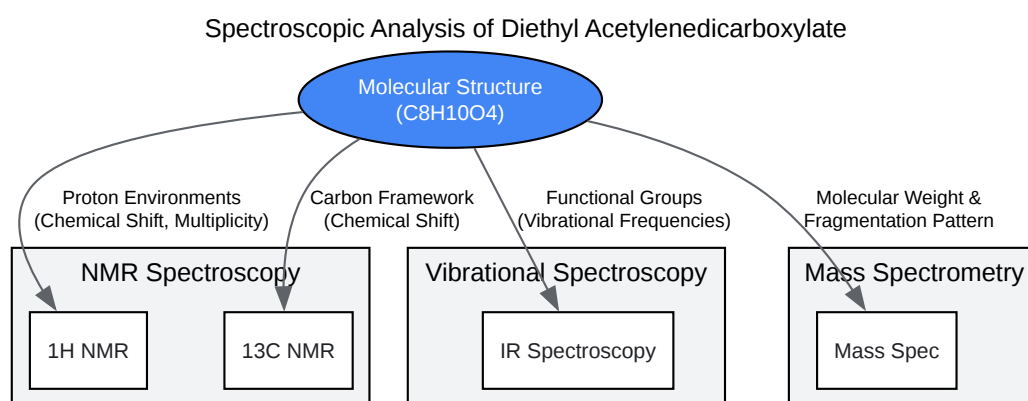 Spectroscopic Analysis of Diethyl Acetylenedicarboxylate
Molecular Structure
(C8H10O4)
Proton Environments
(Chemical Shift, Multiplicity)
Carbon Framework
(Chemical Shift)
Functional Groups
(Vibrational Frequencies)
Molecular Weight &
Fragmentation Pattern
NMR Spectroscopy
Vibrational Spectroscopy
Mass Spectrometry
1H NMR
13C NMR
IR Spectroscopy
Mass Spec